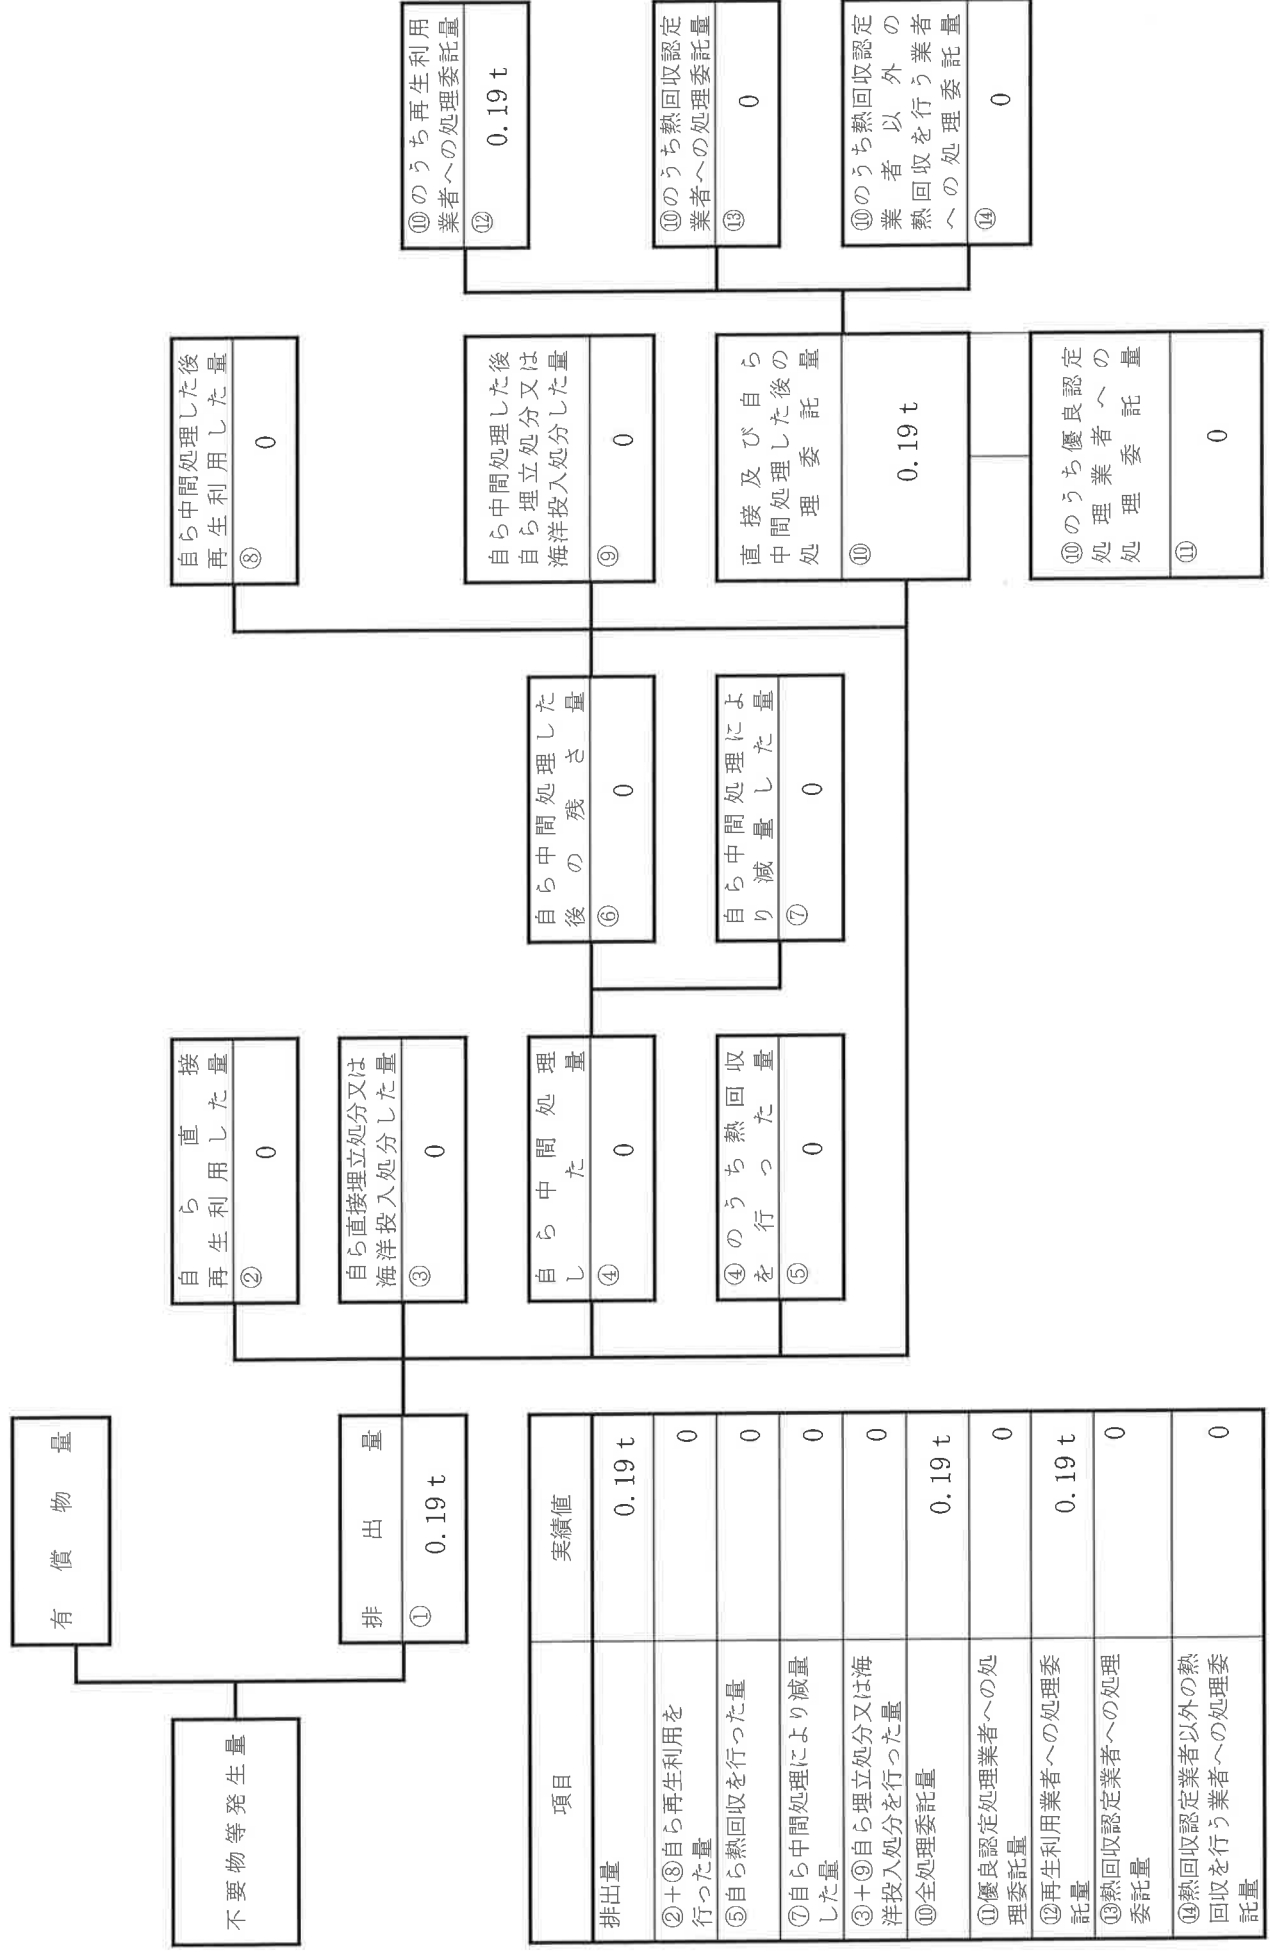 有償物量
不要物等発生量
排出量
① 0.19 t
自ら直接
再生利用した量
② 0
自ら直接埋立処分又は
海洋投入処分した量
③ 0
自ら中間処理
した量
④ 0
④のうち熱回収
を行った量
⑤ 0
自ら中間処理した
後の残さ量
⑥ 0
自ら中間処理によ
り減量した量
⑦ 0
自ら中間処理した後
再生利用した量
⑧ 0
自ら中間処理した後
自ら埋立処分又は
海洋投入処分した量
⑨ 0
直接及び自ら
中間処理した後の
処理委託量
⑩ 0.19 t
⑩のうち優良認定
処理業者への
処理委託量
⑪ 0
⑩のうち再生利用
業者への処理委託量
⑫ 0.19 t
⑩のうち熱回収認定
業者への処理委託量
⑬ 0
⑩のうち熱回収認定
業者以外の
熱回収を行う業者
への処理委託量
⑭ 0
項目 実績値
排出量 0.19 t
②+⑧自ら再生利用を
行った量 0
⑤自ら熱回収を行った量 0
⑦自ら中間処理により減量
した量 0
③+⑨自ら埋立処分又は海
洋投入処分を行った量 0
⑩全処理委託量 0.19 t
⑪優良認定処理業者への処
理委託量 0
⑫再生利用業者への処理委
託量 0.19 t
⑬熱回収認定業者への処理
委託量 0
⑭熱回収認定業者以外の熱
回収を行う業者への処理委
託量 0